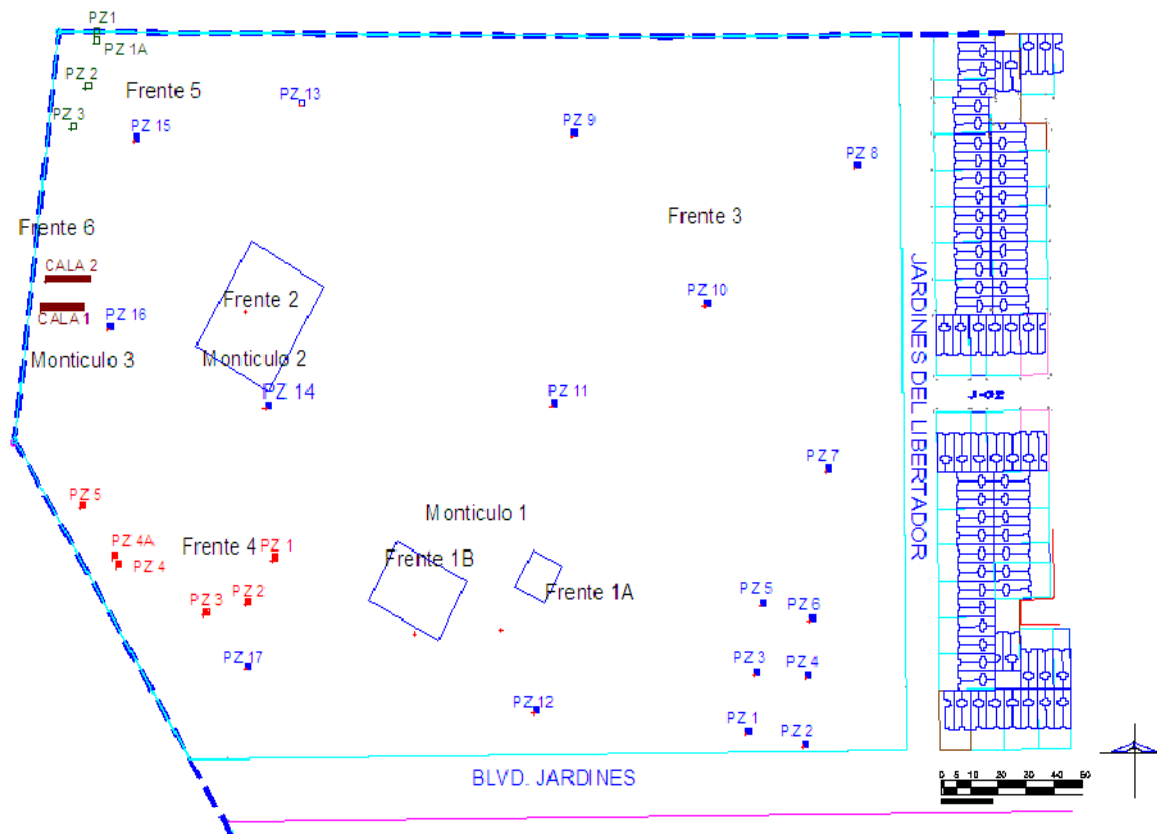 PZ1
PZ 1A
PZ 2
Frente 5
PZ 13
PZ 3
PZ 15
PZ 9
PZ 8
Frente 6
Frente 3
CALA 2
Frente 2
PZ 10
CALA 1
PZ 16
JARDINES DEL LIBERTADOR
Monticulo 3
Monticulo 2
PZ 14
PZ 11
PZ 7
PZ 5
Monticulo 1
PZ 4A
PZ 4
Frente 4
PZ 1
Frente 1B
Frente 1A
PZ 2
PZ 3
PZ 5
PZ 6
PZ 17
PZ 3
PZ 4
PZ 12
PZ 1
PZ 2
BLVD. JARDINES
0 5 10 20 30 40 50